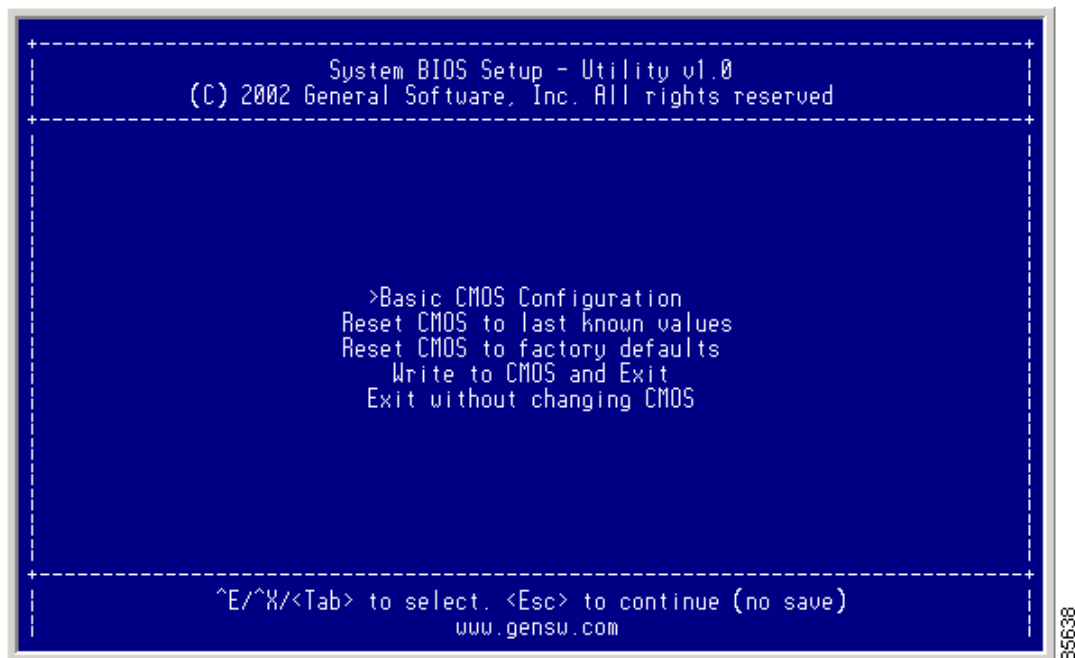 System BIOS Setup - Utility v1.0
(C) 2002 General Software, Inc. All rights reserved
>Basic CMOS Configuration
Reset CMOS to last known values
Reset CMOS to factory defaults
Write to CMOS and Exit
Exit without changing CMOS
^E/^X/<Tab> to select. <Esc> to continue (no save)
www.gensw.com
85638